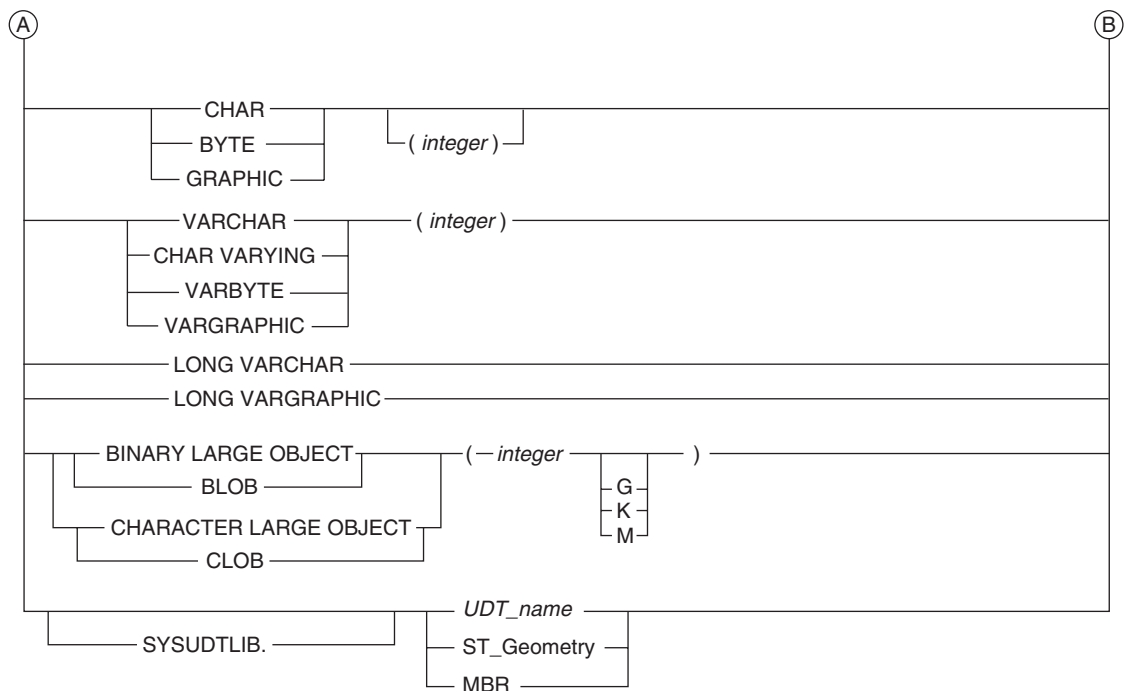 A B
CHAR
BYTE ( integer )
GRAPHIC
VARCHAR ( integer )
CHAR VARYING
VARBYTE
VARGRAPHIC
LONG VARCHAR
LONG VARGRAPHIC
BINARY LARGE OBJECT ( integer )
BLOB G
K
CHARACTER LARGE OBJECT M
CLOB
UDT_name
SYSUDTLIB. ST_Geometry
MBR